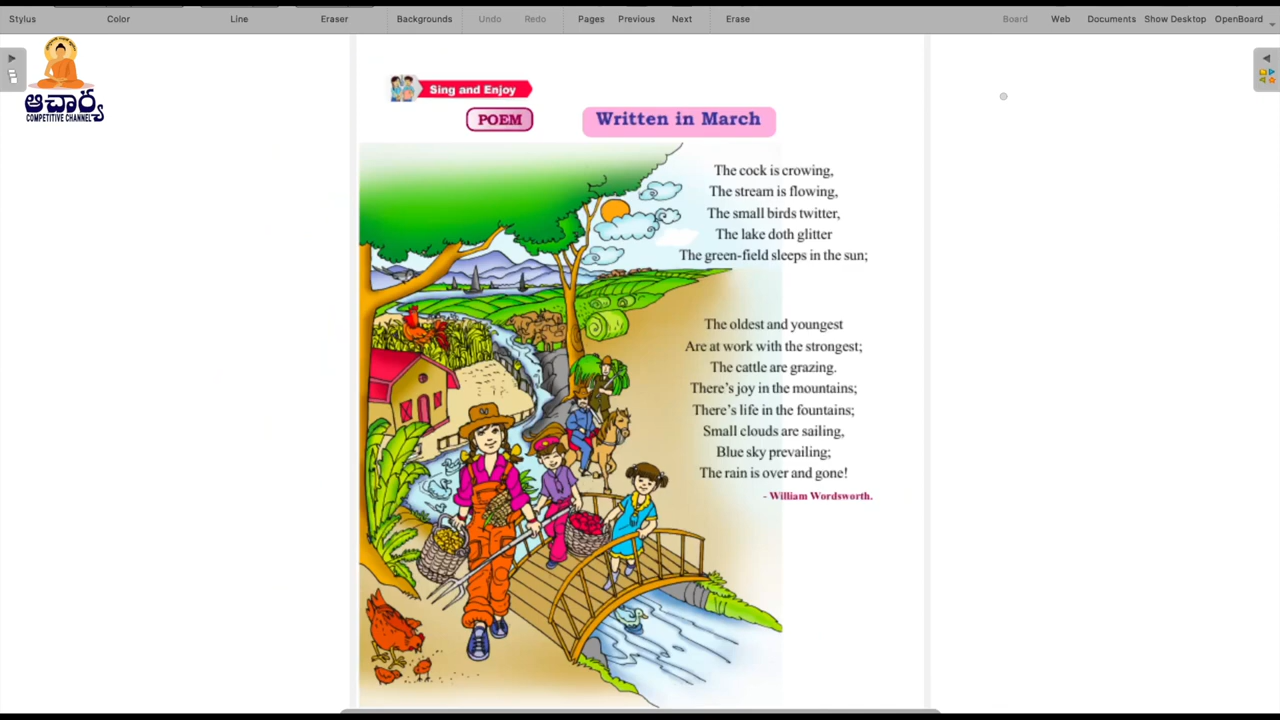 Stylus Color Line Eraser Backgrounds Undo Redo Pages Previous Next Erase Board Web Documents Show Desktop OpenBoard
ಆಚಾರ್ಯ
COMPETITIVE CHANNEL
Sing and Enjoy
POEM
Written in March
The cock is crowing,
The stream is flowing,
The small birds twitter,
The lake doth glitter
The green-field sleeps in the sun;
The oldest and youngest
Are at work with the strongest;
The cattle are grazing.
There's joy in the mountains;
There's life in the fountains;
Small clouds are sailing,
Blue sky prevailing;
The rain is over and gone!
- William Wordsworth.